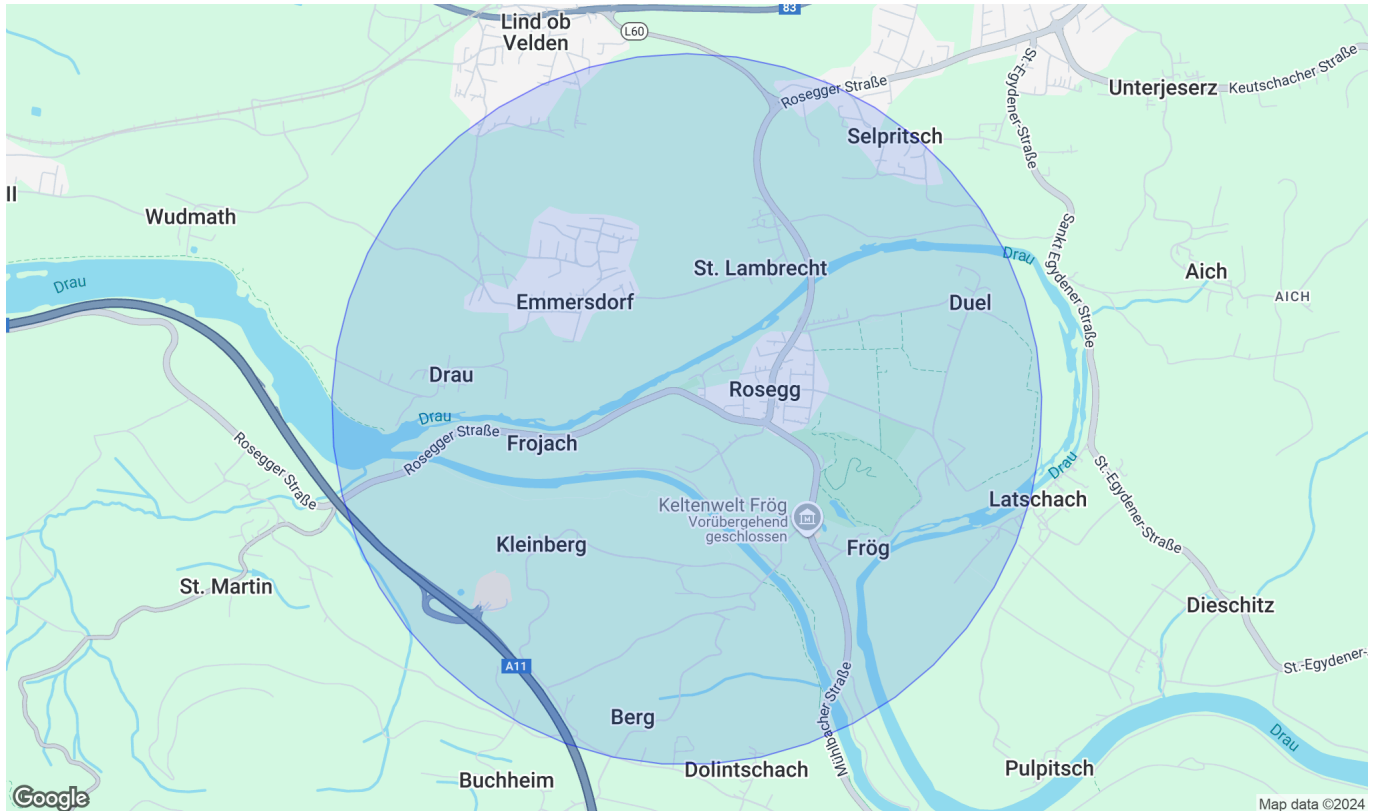 83
Lind ob
Velden
L60
Rosegger Straße
St.-Egydener-Straße
Unterjeserz
Keutschacher Straße
Selpritsch
ll
Wudmath
Sankt Egydener Straße
Drau
St. Lambrecht
Drau
Aich
AICH
Emmersdorf
Duel
Drau
Rosegg
Drau
Rosegger Straße
Frojach
Rosegger Straße
Drau
St.-Egydener-Straße
Latschach
Keltenwelt Frög
Vorübergehend
geschlossen
Kleinberg
Frög
St. Martin
Dieschitz
A11
St.-Egydener-
Berg
Mühlbacher Straße
Drau
Buchheim
Dolintschach
Pulpitsch
Google
Map data ©2024